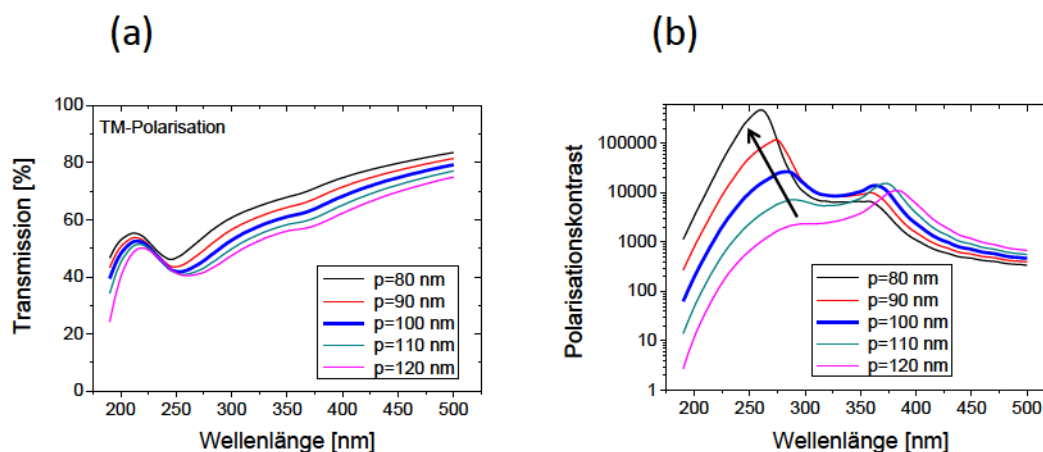 (a)
100
80
60
40
20
0
Transmission [%]
TM-Polarisation
p=80 nm
p=90 nm
p=100 nm
p=110 nm
p=120 nm
200 250 300 350 400 450 500
Wellenlänge [nm]
(b)
100000
10000
1000
100
10
1
Polarisationskontrast
p=80 nm
p=90 nm
p=100 nm
p=110 nm
p=120 nm
200 250 300 350 400 450 500
Wellenlänge [nm]